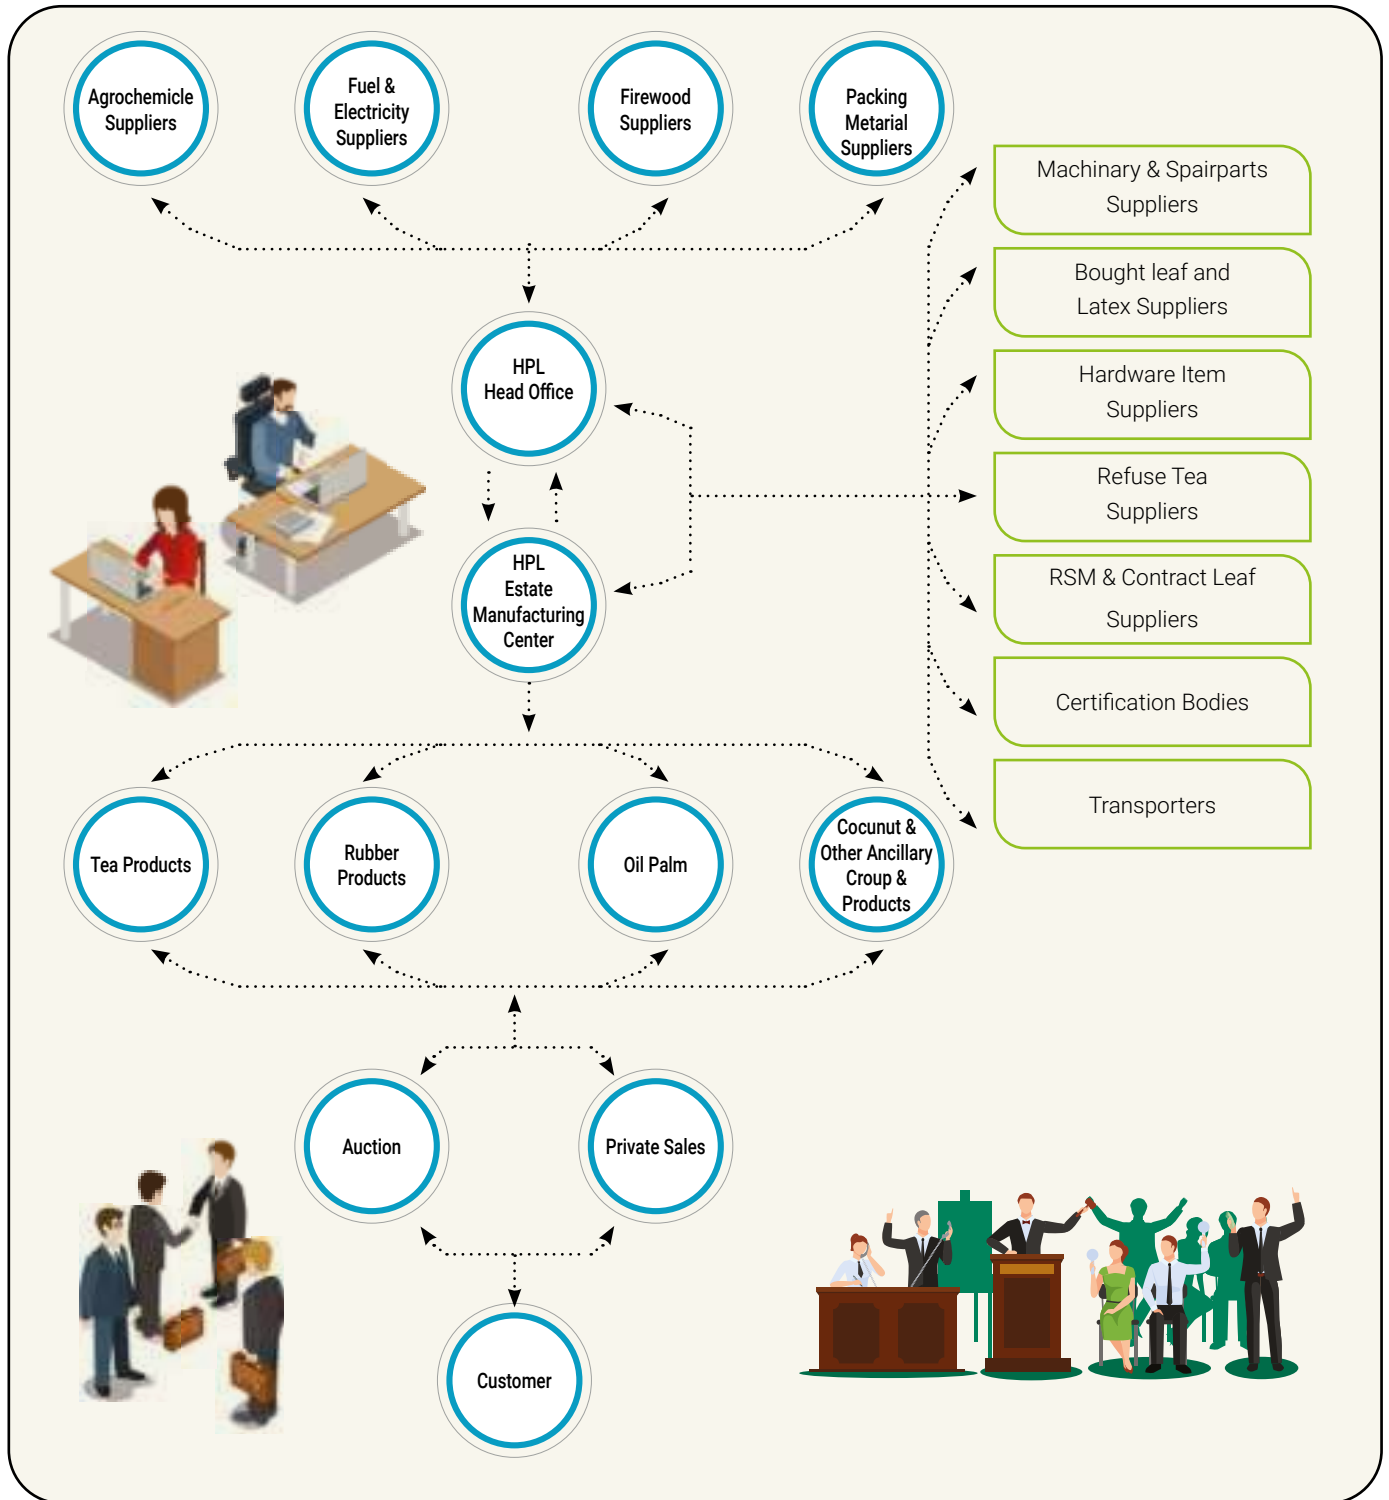 Agrochemicle
Suppliers
Fuel &
Electricity
Suppliers
Firewood
Suppliers
Packing
Metarial
Suppliers
Machinary & Spairparts
Suppliers
Bought leaf and
Latex Suppliers
Hardware Item
Suppliers
Refuse Tea
Suppliers
RSM & Contract Leaf
Suppliers
Certification Bodies
Transporters
HPL
Head Office
HPL
Estate
Manufacturing
Center
Tea Products
Rubber
Products
Oil Palm
Cocunut &
Other Ancillary
Croup &
Products
Auction
Private Sales
Customer